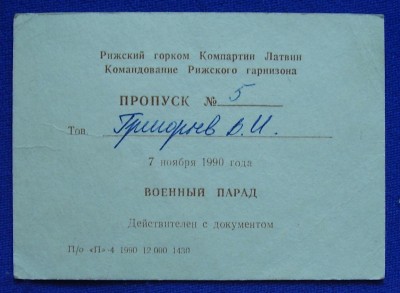 Рижский горком Компартии Латвии
Командование Рижского гарнизона
ПРОПУСК № 5
Тов. Григорьев В.И.
7 ноября 1990 года
ВОЕННЫЙ ПАРАД
Действителен с документом
П/о «П»-4 1990 12.000 1439